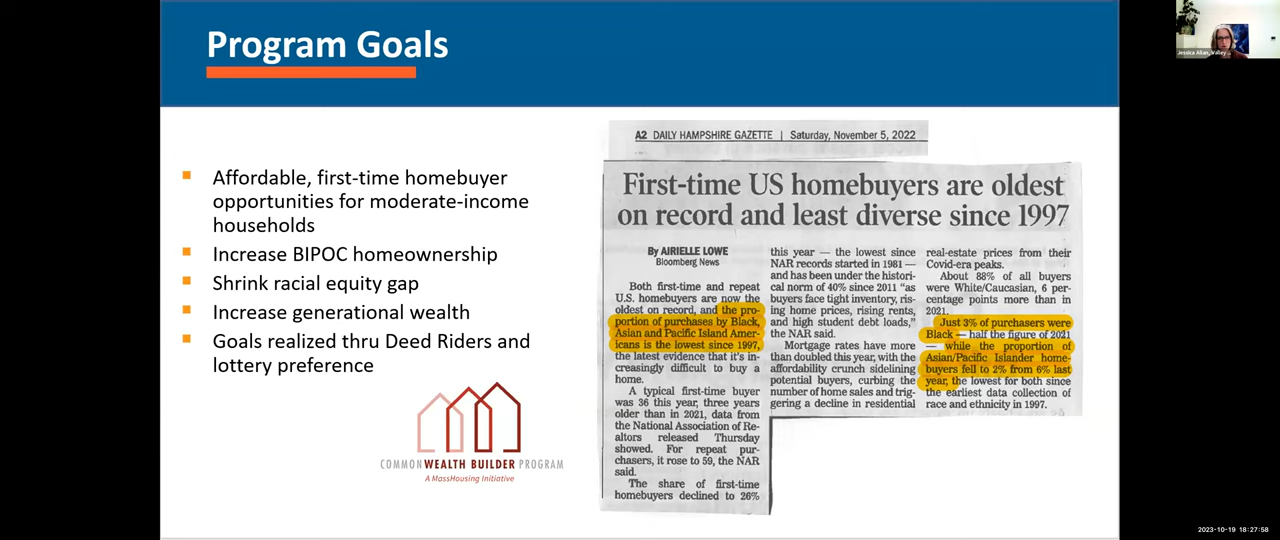 Program Goals
Affordable, first-time homebuyer
opportunities for moderate-income
households
Increase BIPOC homeownership
Shrink racial equity gap
Increase generational wealth
Goals realized thru Deed Riders and
lottery preference
COMMONWEALTH BUILDER PROGRAM
A MassHousing Initiative
A2 DAILY HAMPSHIRE GAZETTE | Saturday, November 5, 2022
First-time US homebuyers are oldest
on record and least diverse since 1997
By AIRIELLE LOWE
Bloomberg News
Both first-time and repeat
U.S. homebuyers are now the
oldest on record, and the pro-
portion of purchases by Black,
Asian and Pacific Island Amer-
icans is the lowest since 1997,
the latest evidence that it's in-
creasingly difficult to buy a
home.
A typical first-time buyer
was 36 this year, three years
older than in 2021, data from
the National Association of Re-
altors released Thursday
showed. For repeat pur-
chasers, it rose to 59, the NAR
said.
The share of first-time
homebuyers declined to 26%
this year — the lowest since
NAR records started in 1981 —
and has been under the histori-
cal norm of 40% since 2011 "as
buyers face tight inventory, ris-
ing home prices, rising rents,
and high student debt loads,"
the NAR said.
Mortgage rates have more
than doubled this year, with the
affordability crunch sidelining
potential buyers, curbing the
number of home sales and trig-
gering a decline in residential
real-estate prices from their
Covid-era peaks.
About 88% of all buyers
were White/Caucasian, 6 per-
centage points more than in
2021.
Just 3% of purchasers were
Black — half the figure of 2021
— while the proportion of
Asian/Pacific Islander home-
buyers fell to 2% from 6% last
year, the lowest for both since
the earliest data collection of
race and ethnicity in 1997.
Jessica Allan, Valley
2023-10-19 18:27:58